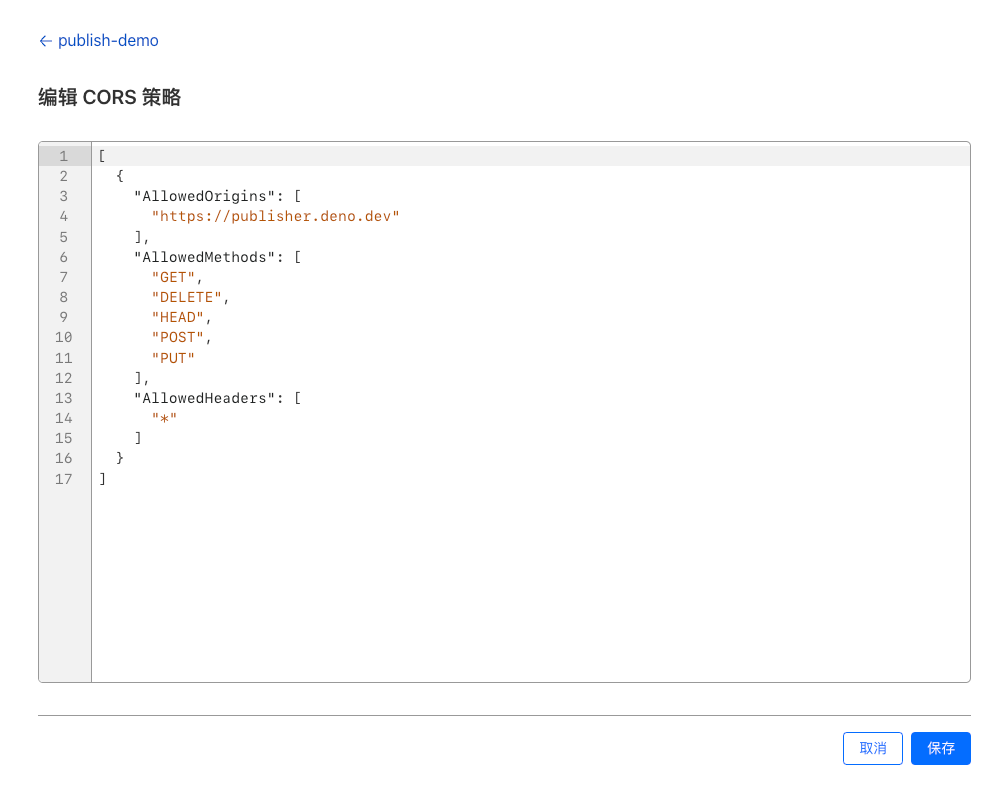 ← publish-demo
编辑 CORS 策略
1 [
2   {
3     "AllowedOrigins": [
4       "https://publisher.deno.dev"
5     ],
6     "AllowedMethods": [
7       "GET",
8       "DELETE",
9       "HEAD",
10       "POST",
11       "PUT"
12     ],
13     "AllowedHeaders": [
14       "*"
15     ]
16   }
17 ]
取消 保存